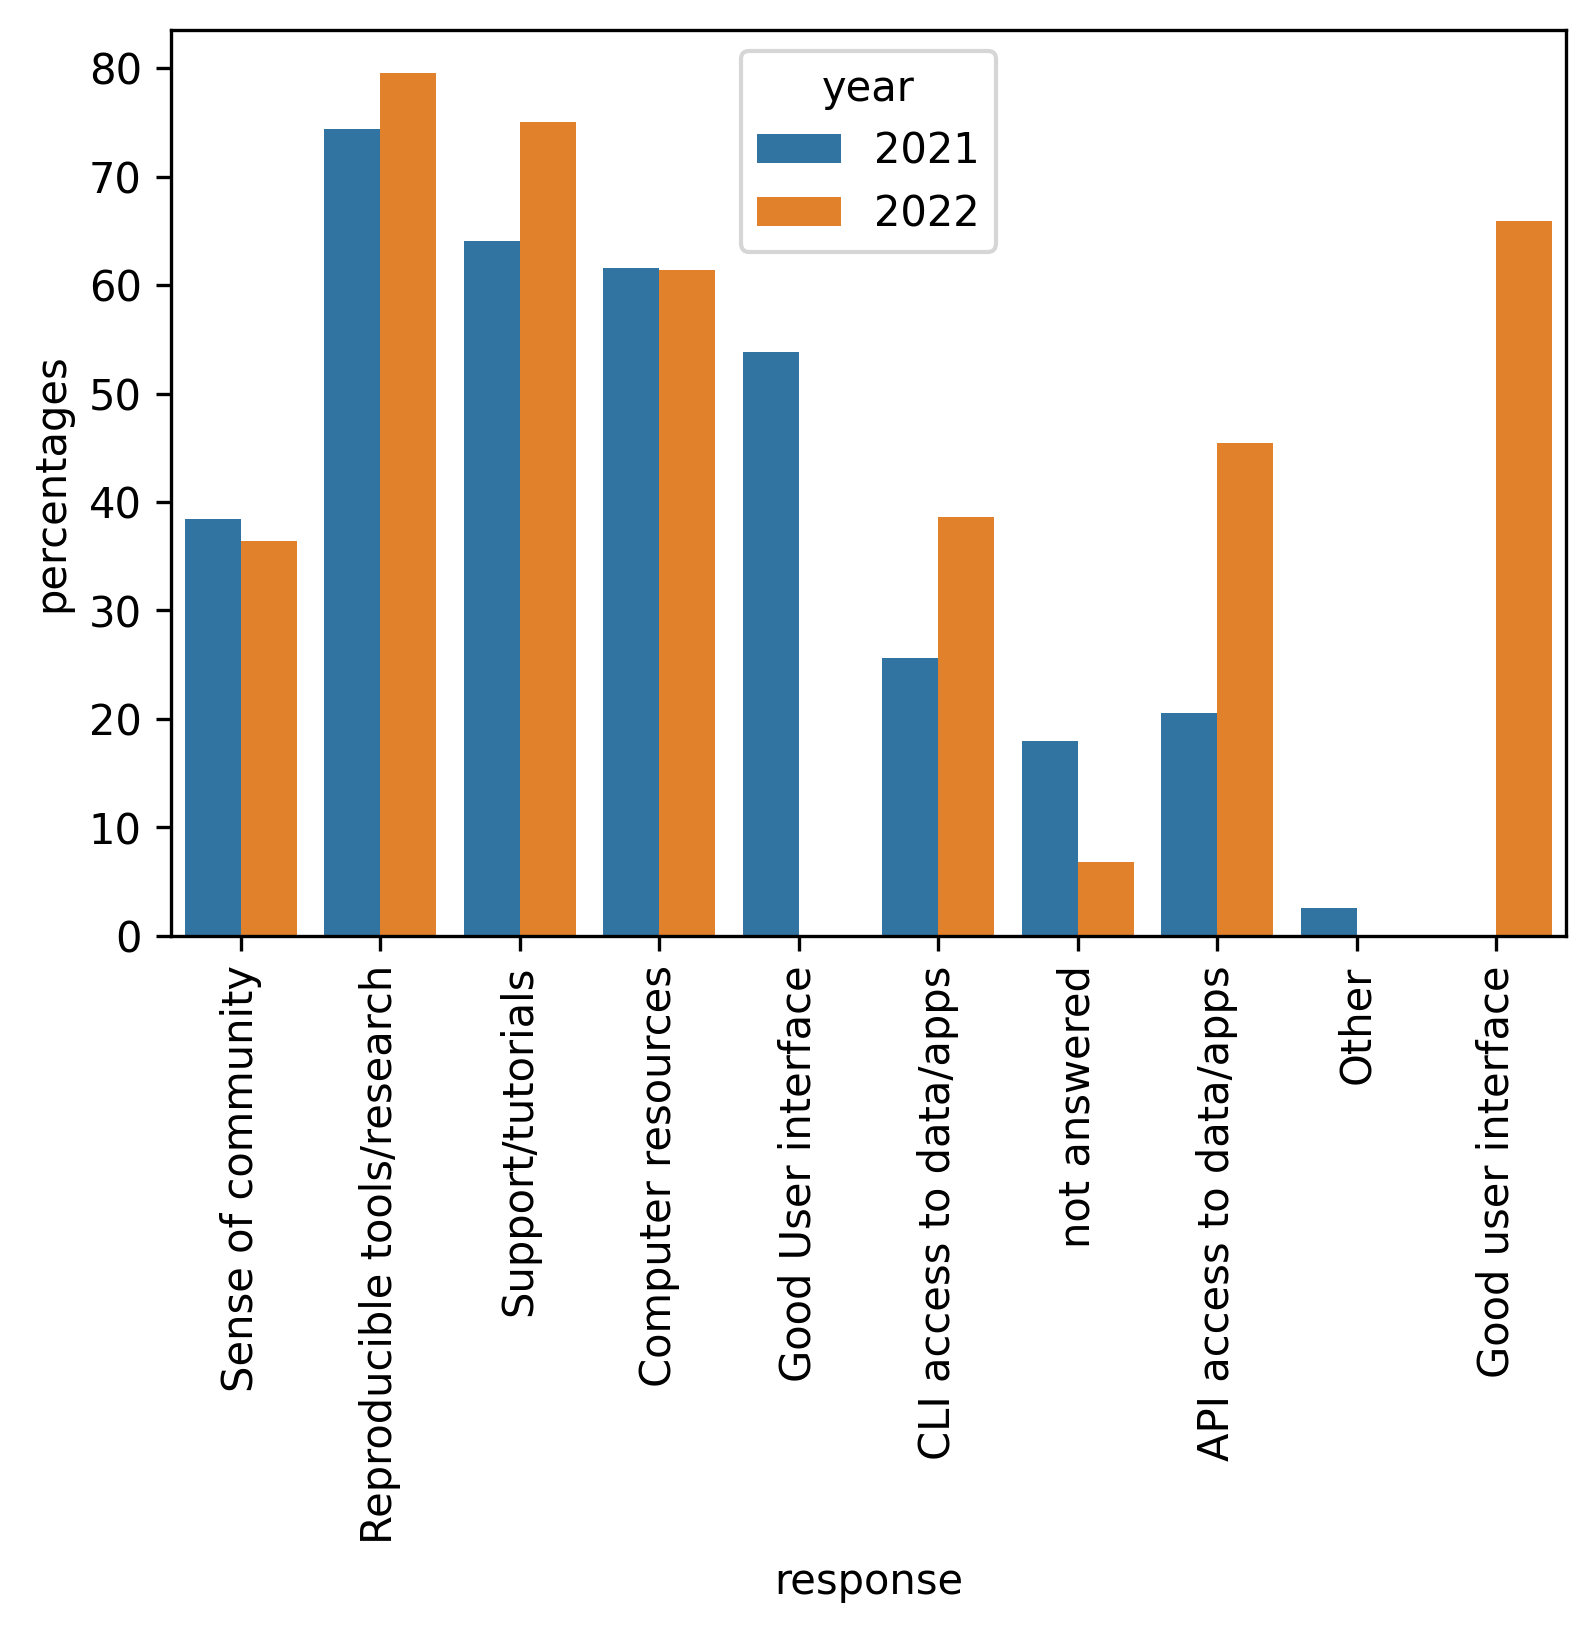 80
70
60
50
40
30
20
10
0
percentages
year
2021
2022
Sense of community
Reproducible tools/research
Support/tutorials
Computer resources
Good User interface
CLI access to data/apps
not answered
API access to data/apps
Other
Good user interface
response